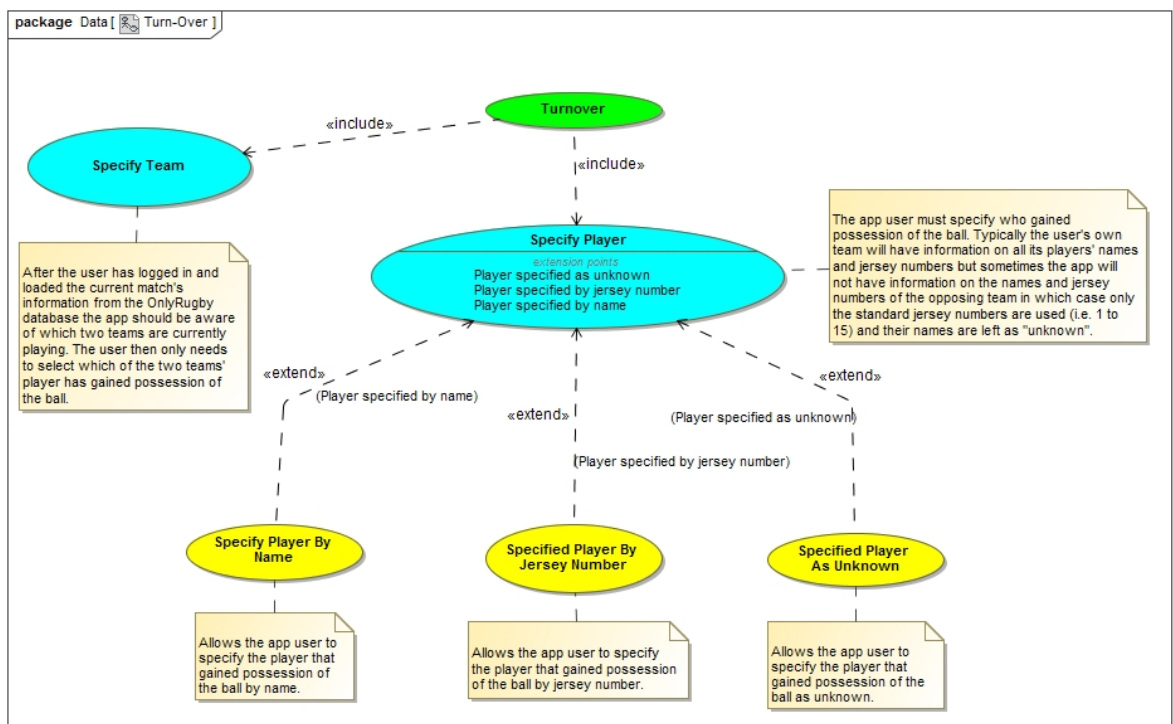 package Data [ Turn-Over ]
Turnover
«include»
«include»
Specify Team
After the user has logged in and
loaded the current match's
information from the OnlyRugby
database the app should be aware
of which two teams are currently
playing. The user then only needs
to select which of the two teams'
player has gained possession of
the ball.
Specify Player
extension points
Player specified as unknown
Player specified by jersey number
Player specified by name
The app user must specify who gained
possession of the ball. Typically the user's own
team will have information on all its players' names
and jersey numbers but sometimes the app will
not have information on the names and jersey
numbers of the opposing team in which case only
the standard jersey numbers are used (i.e. 1 to
15) and their names are left as "unknown".
«extend»
(Player specified by name)
«extend»
(Player specified by jersey number)
«extend»
(Player specified as unknown)
Specify Player By
Name
Specified Player By
Jersey Number
Specified Player
As Unknown
Allows the app user to
specify the player that
gained possession of
the ball by name.
Allows the app user to specify
the player that gained possession
of the ball by jersey number.
Allows the app user to
specify the player that
gained possession of the
ball as unknown.